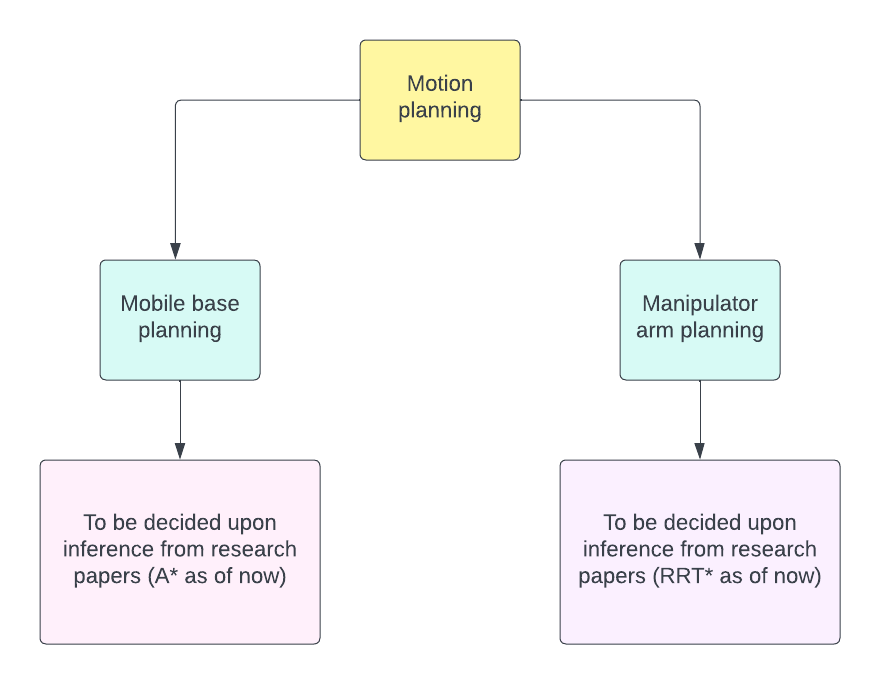 Motion
planning
Mobile base
planning
Manipulator
arm planning
To be decided upon
inference from research
papers (A* as of now)
To be decided upon
inference from research
papers (RRT* as of now)